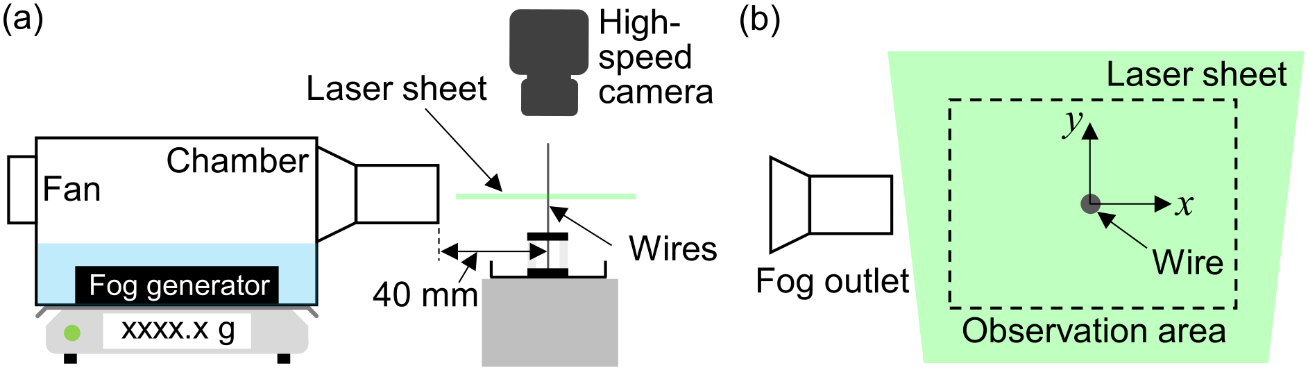 (a)
High-
speed
camera
Laser sheet
Chamber
Fan
Wires
Fog generator
40 mm
xxxx.x g
(b)
Laser sheet
y
x
Wire
Fog outlet
Observation area